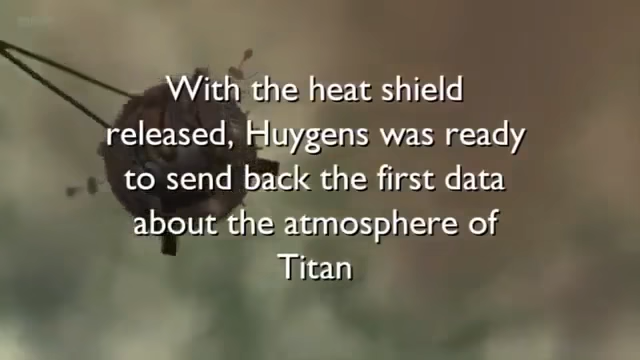 With the heat shield
released, Huygens was ready
to send back the first data
about the atmosphere of
Titan